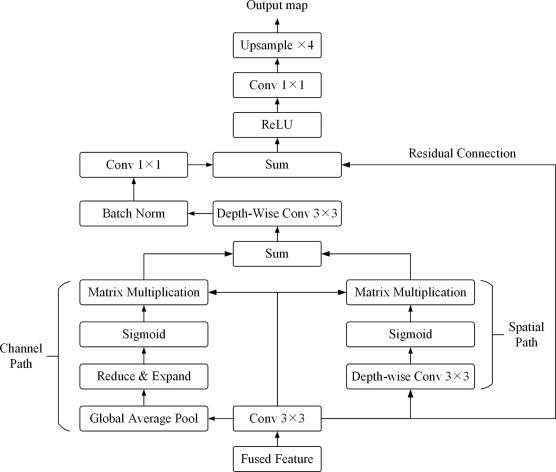 Output map
Upsample ×4
Conv 1×1
ReLU
Conv 1×1
Sum
Residual Connection
Batch Norm
Depth-Wise Conv 3×3
Sum
Matrix Multiplication
Matrix Multiplication
Sigmoid
Sigmoid
Channel
Path
Spatial
Path
Reduce & Expand
Depth-wise Conv 3×3
Global Average Pool
Conv 3×3
Fused Feature